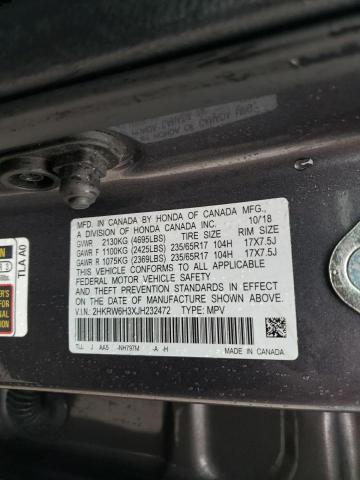 MFD. IN CANADA BY HONDA OF CANADA MFG.,
A DIVISION OF HONDA CANADA INC. 10/18
GVWR 2130KG (4695LBS) TIRE SIZE RIM SIZE
GAWR F 1100KG (2425LBS) 235/65R17 104H 17X7.5J
GAWR R 1075KG (2369LBS) 235/65R17 104H 17X7.5J
THIS VEHICLE CONFORMS TO ALL APPLICABLE
FEDERAL MOTOR VEHICLE SAFETY
AND THEFT PREVENTION STANDARDS IN EFFECT ON
THE DATE OF MANUFACTURE SHOWN ABOVE.
V.I.N.: 2HKRW6H3XJH232472 TYPE: MPV
TLJ J AA5 -NH797M -A -H
MADE IN CANADA
TLA A0